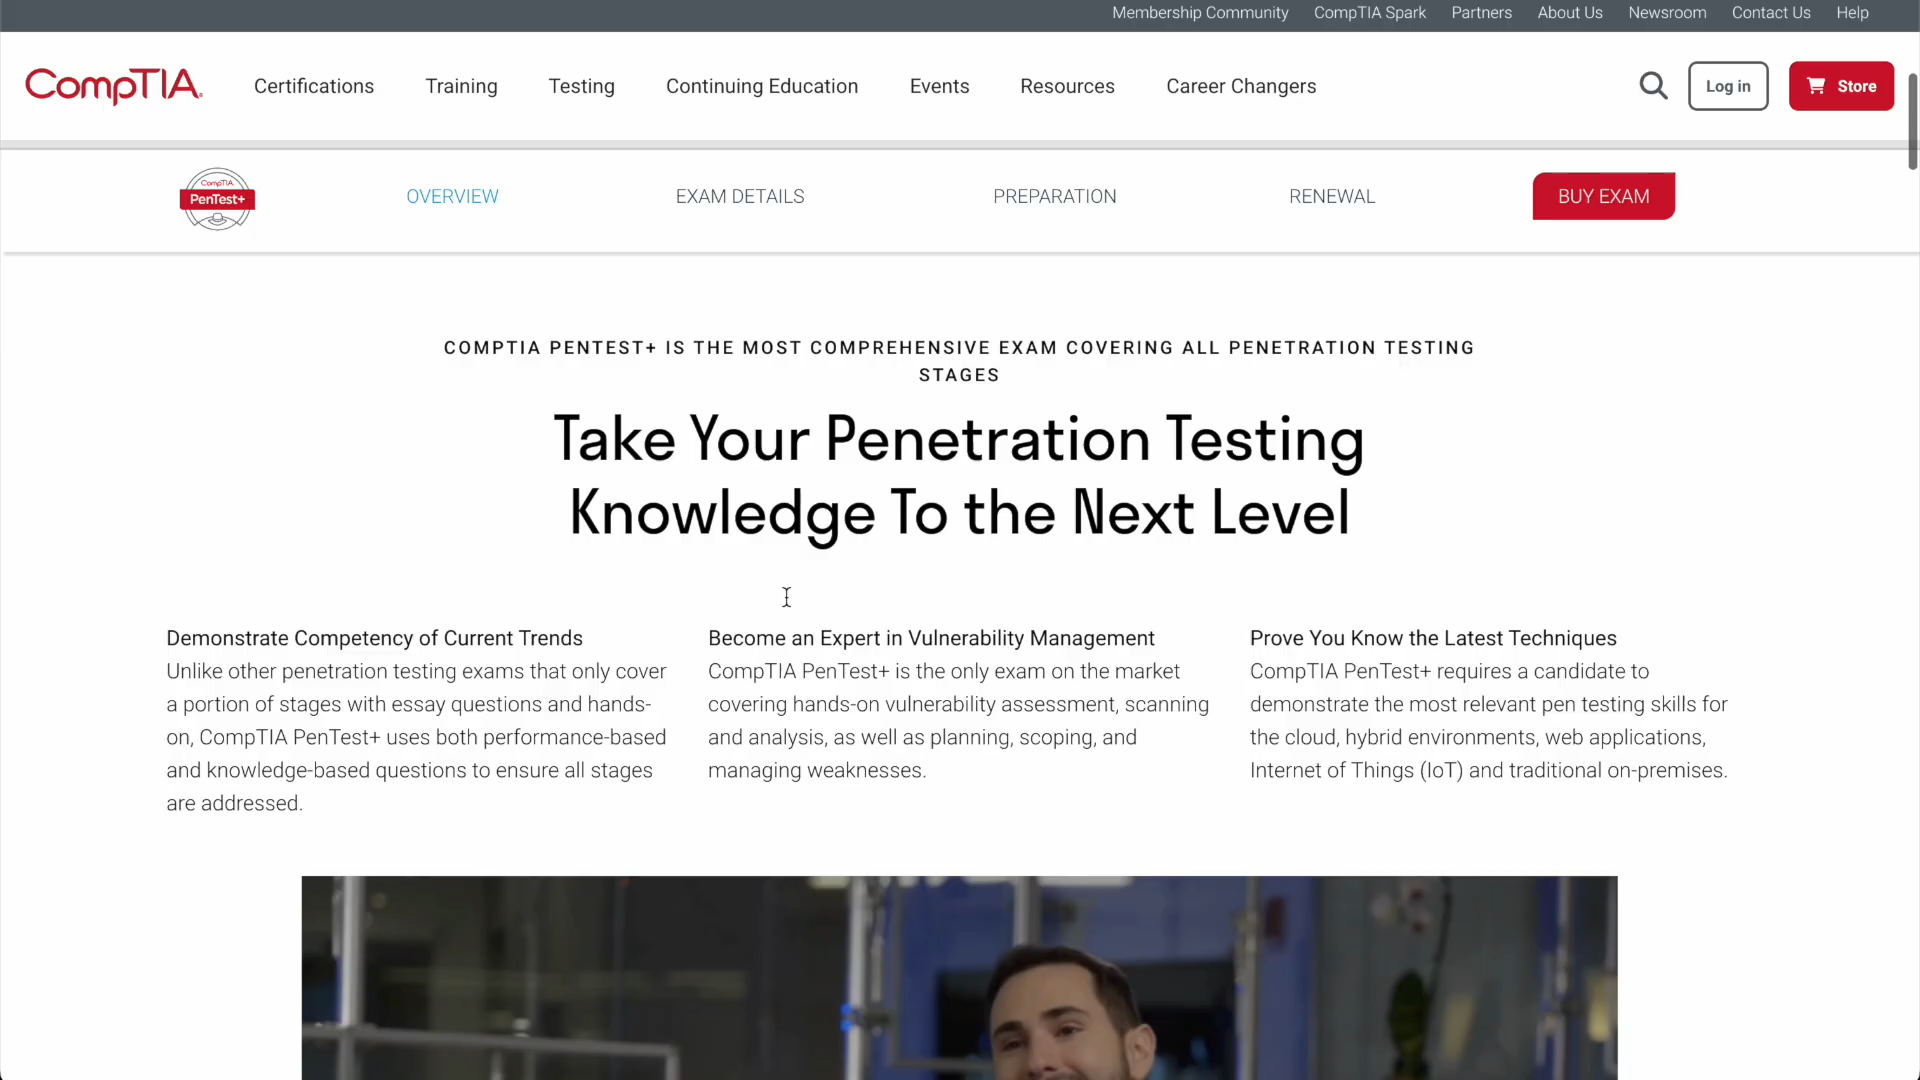 Membership Community CompTIA Spark Partners About Us Newsroom Contact Us Help
CompTIA. Certifications Training Testing Continuing Education Events Resources Career Changers Log in Store
CompTIA
PenTest+
OVERVIEW EXAM DETAILS PREPARATION RENEWAL BUY EXAM
COMPTIA PENTEST+ IS THE MOST COMPREHENSIVE EXAM COVERING ALL PENETRATION TESTING
STAGES
Take Your Penetration Testing
Knowledge To the Next Level
Demonstrate Competency of Current Trends
Unlike other penetration testing exams that only cover
a portion of stages with essay questions and hands-
on, CompTIA PenTest+ uses both performance-based
and knowledge-based questions to ensure all stages
are addressed.
Become an Expert in Vulnerability Management
CompTIA PenTest+ is the only exam on the market
covering hands-on vulnerability assessment, scanning
and analysis, as well as planning, scoping, and
managing weaknesses.
Prove You Know the Latest Techniques
CompTIA PenTest+ requires a candidate to
demonstrate the most relevant pen testing skills for
the cloud, hybrid environments, web applications,
Internet of Things (IoT) and traditional on-premises.